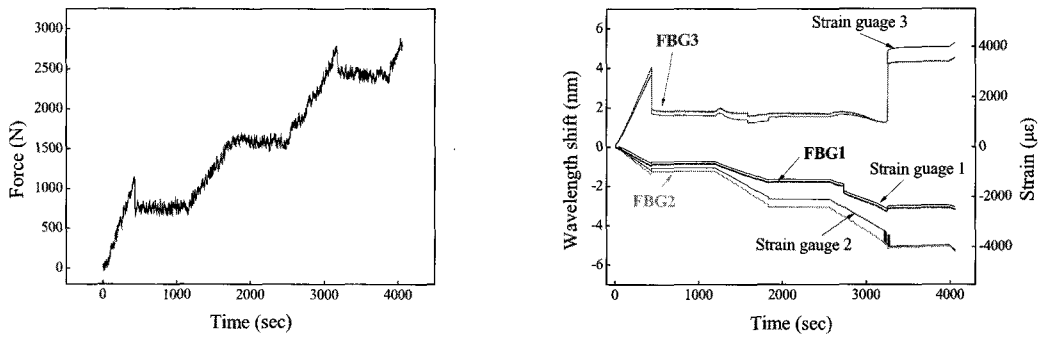 3000
2500
2000
1500
1000
500
0
Force (N)
0 1000 2000 3000 4000
Time (sec)
6
4
2
0
-2
-4
-6
Wavelength shift (nm)
FBG3
Strain guage 3
FBG1
Strain guage 1
FBG2
Strain gauge 2
4000
2000
0
-2000
-4000
Strain (με)
0 1000 2000 3000 4000
Time (sec)